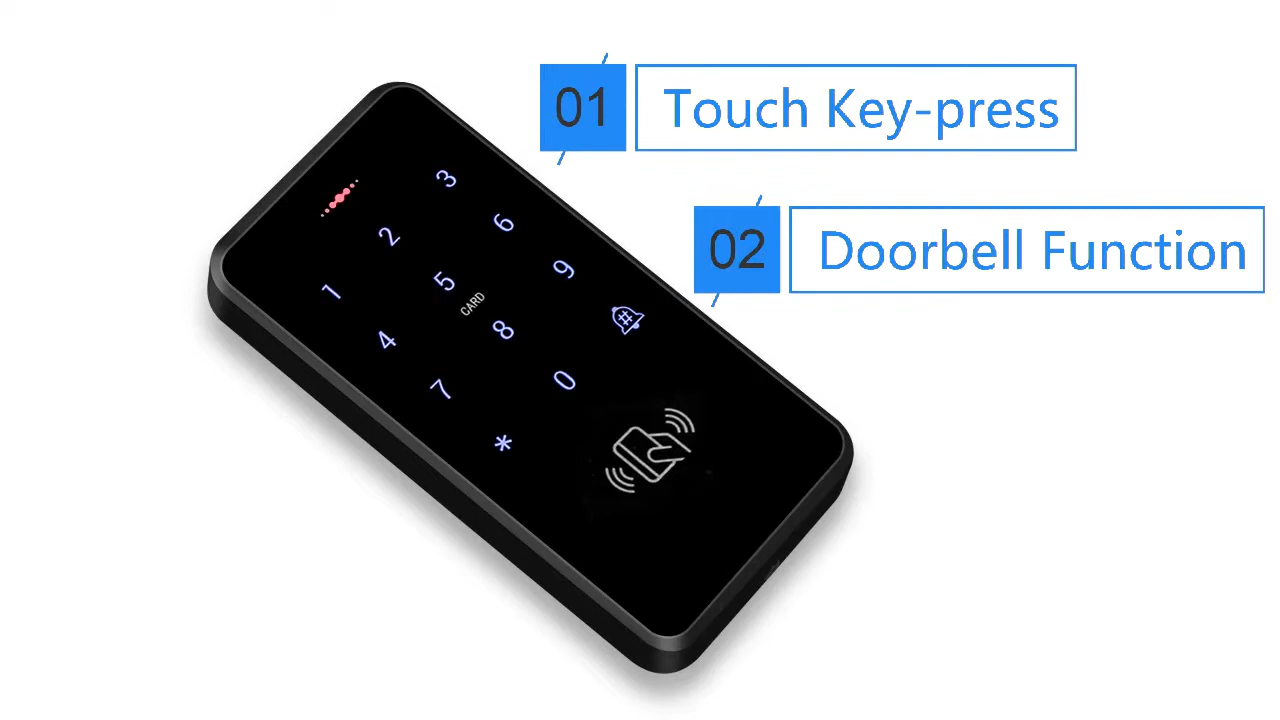 01 Touch Key-press
02 Doorbell Function
1 2 3
4 5 6
CARD
7 8 9
* 0 #